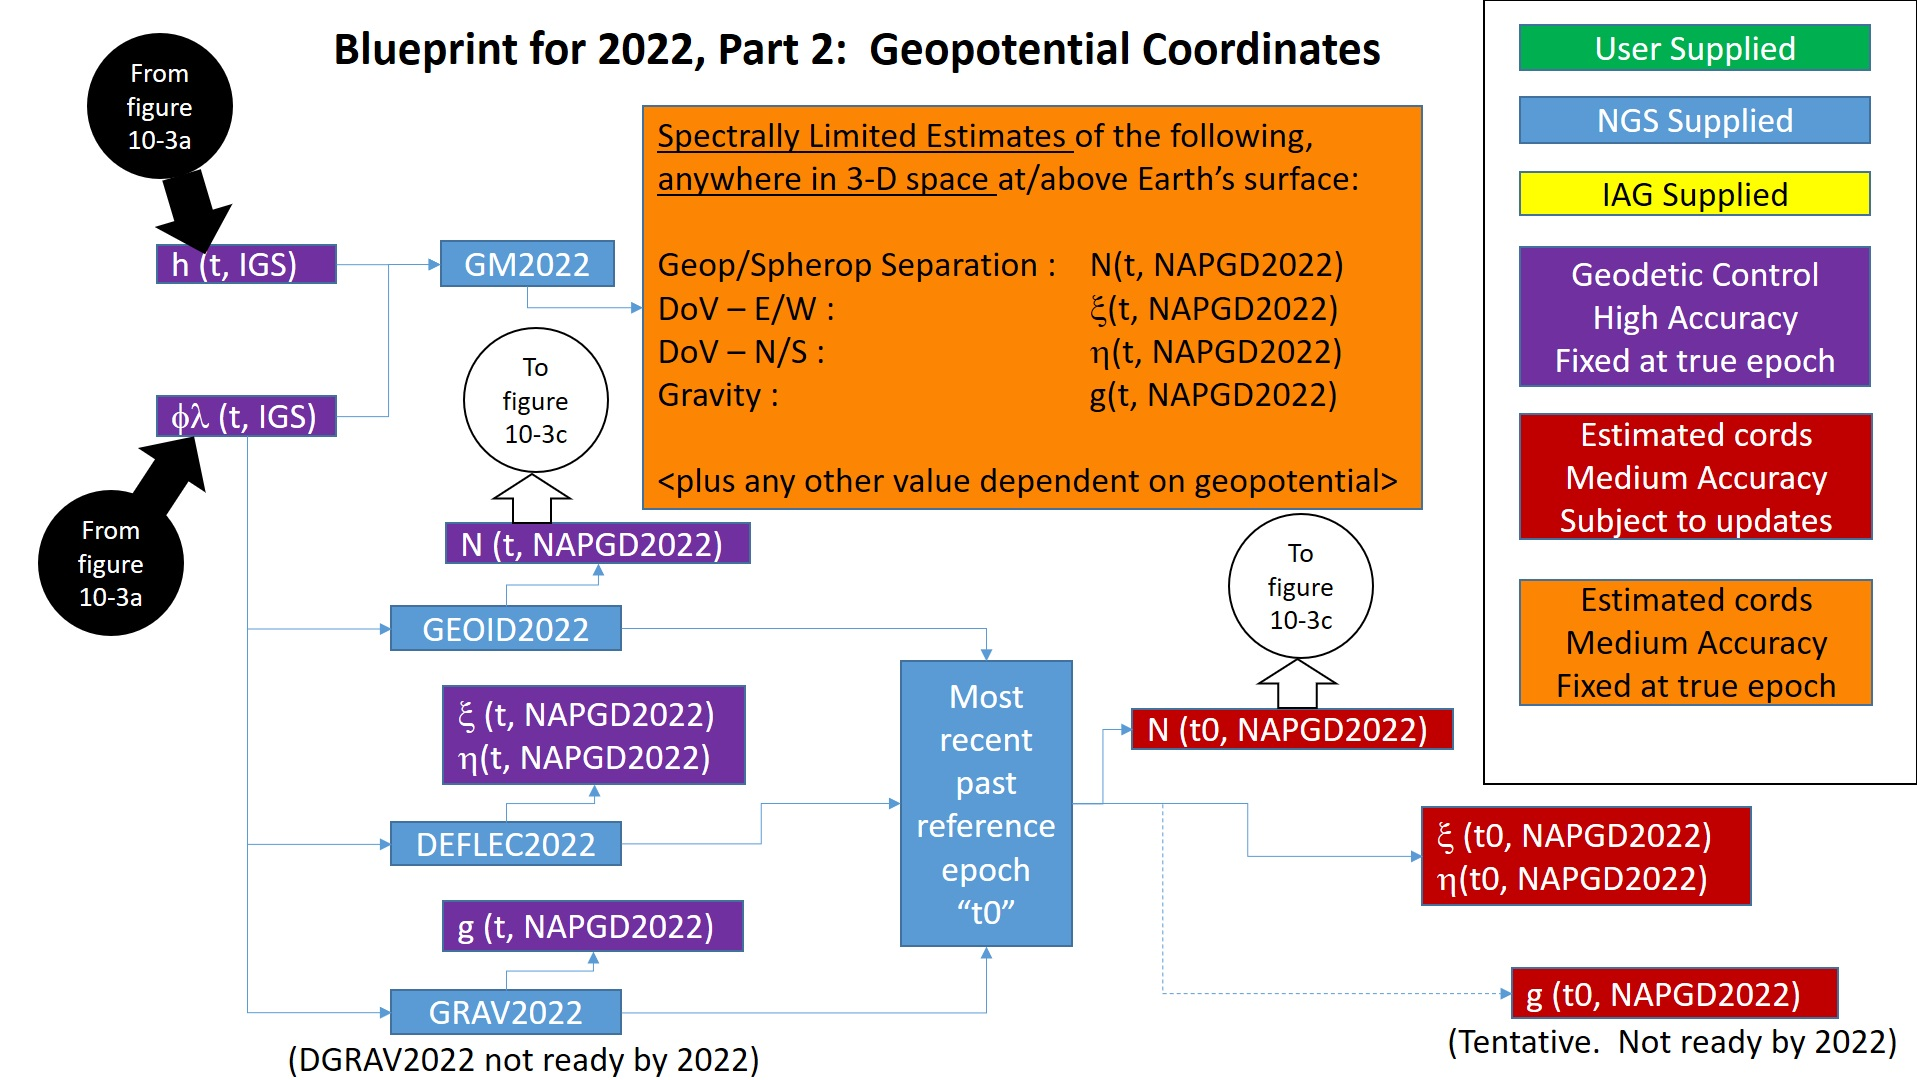 Blueprint for 2022, Part 2:  Geopotential Coordinates
From
figure
10-3a
h (t, IGS)
GM2022
Spectrally Limited Estimates of the following,
anywhere in 3-D space at/above Earth’s surface:
Geop/Spherop Separation : N(t, NAPGD2022)
DoV – E/W : ξ(t, NAPGD2022)
DoV – N/S : η(t, NAPGD2022)
Gravity : g(t, NAPGD2022)
<plus any other value dependent on geopotential>
ϕλ (t, IGS)
From
figure
10-3a
To
figure
10-3c
N (t, NAPGD2022)
GEOID2022
ξ (t, NAPGD2022)
η(t, NAPGD2022)
DEFLEC2022
g (t, NAPGD2022)
GRAV2022
(DGRAV2022 not ready by 2022)
Most
recent
past
reference
epoch
“t0”
To
figure
10-3c
N (t0, NAPGD2022)
ξ (t0, NAPGD2022)
η(t0, NAPGD2022)
g (t0, NAPGD2022)
(Tentative.  Not ready by 2022)
User Supplied
NGS Supplied
IAG Supplied
Geodetic Control
High Accuracy
Fixed at true epoch
Estimated cords
Medium Accuracy
Subject to updates
Estimated cords
Medium Accuracy
Fixed at true epoch